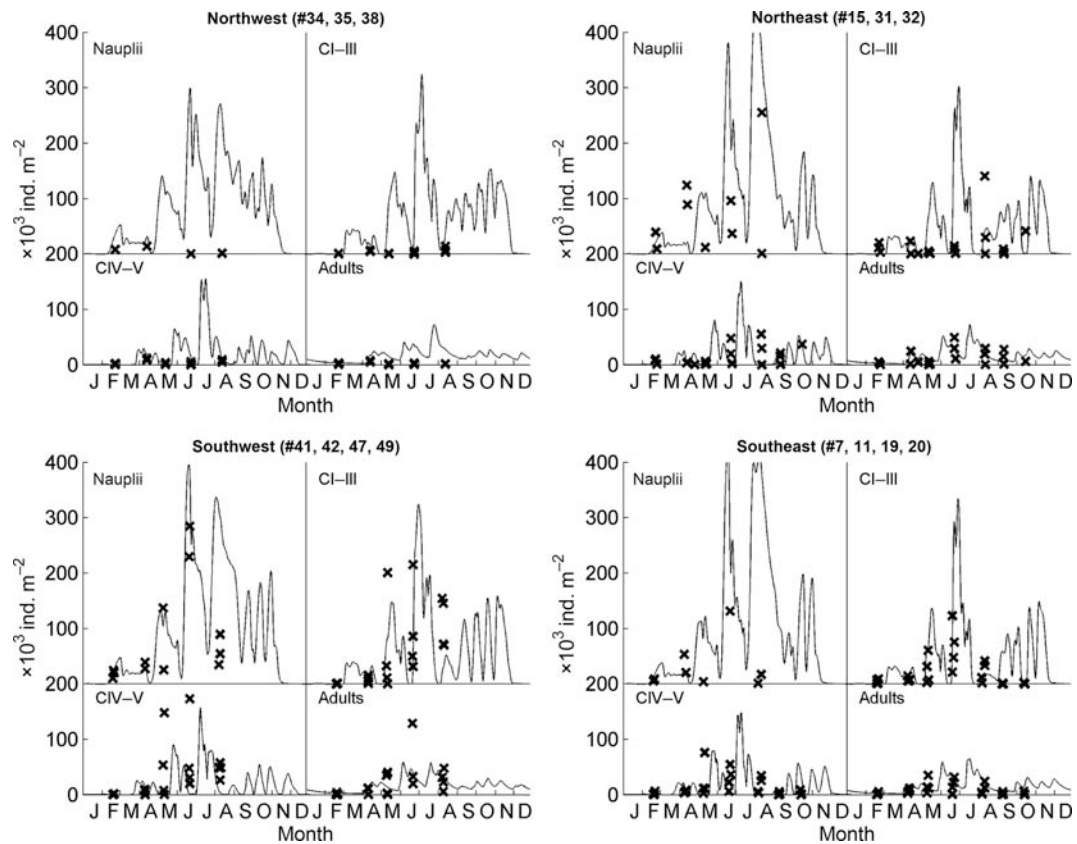 Northwest (#34, 35, 38)
Nauplii
CI–III
400
300
200
100
200
×10³ ind. m⁻²
CIV–V
Adults
100
0
J F M A M J J A S O N D J F M A M J J A S O N D
Month
Northeast (#15, 31, 32)
Nauplii
CI–III
400
300
200
100
200
×10³ ind. m⁻²
CIV–V
Adults
100
0
J F M A M J J A S O N D J F M A M J J A S O N D
Month
Southwest (#41, 42, 47, 49)
Nauplii
CI–III
400
300
200
100
200
×10³ ind. m⁻²
CIV–V
Adults
100
0
J F M A M J J A S O N D J F M A M J J A S O N D
Month
Southeast (#7, 11, 19, 20)
Nauplii
CI–III
400
300
200
100
200
×10³ ind. m⁻²
CIV–V
Adults
100
0
J F M A M J J A S O N D J F M A M J J A S O N D
Month